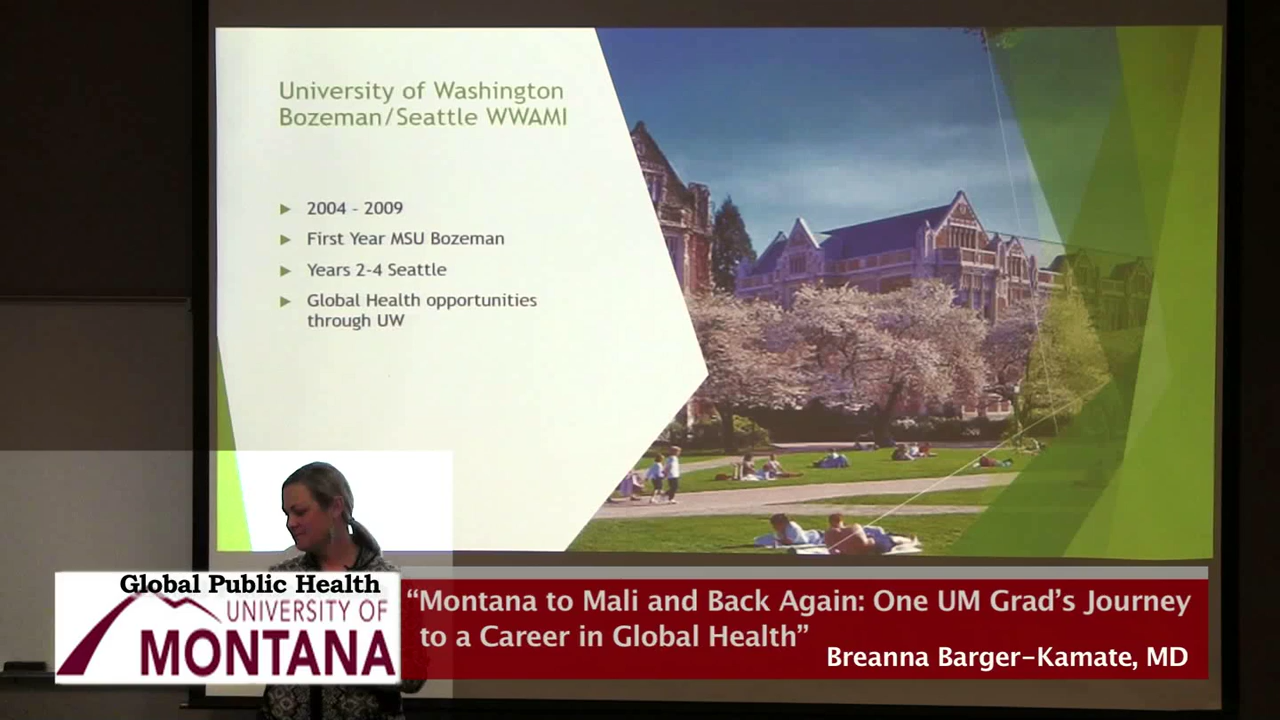 University of Washington
Bozeman/Seattle WWAMI
2004 - 2009
First Year MSU Bozeman
Years 2-4 Seattle
Global Health opportunities
through UW
Global Public Health
UNIVERSITY OF
MONTANA
“Montana to Mali and Back Again: One UM Grad’s Journey
to a Career in Global Health”
Breanna Barger-Kamate, MD